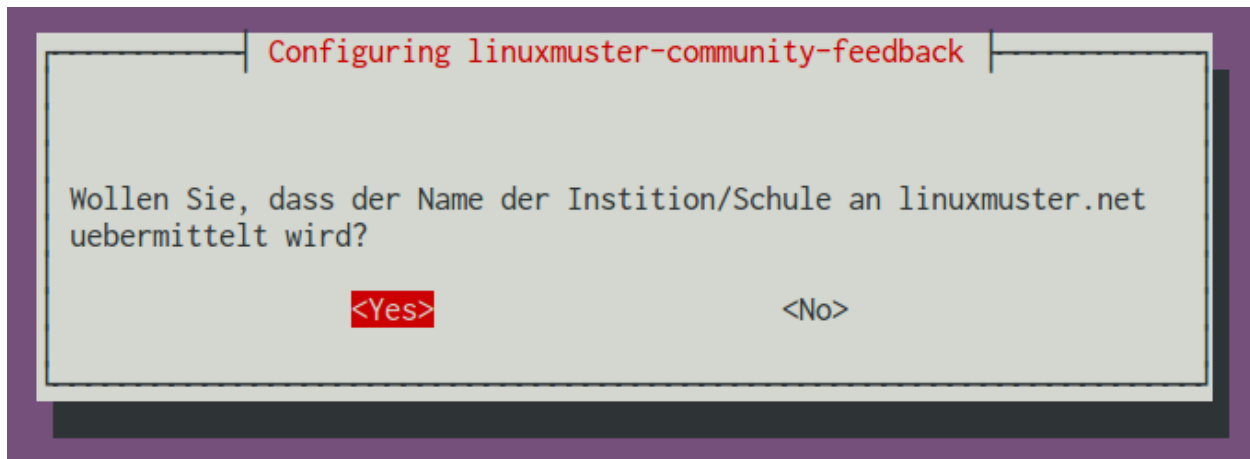 Configuring linuxmuster-community-feedback
Wollen Sie, dass der Name der Instition/Schule an linuxmuster.net
uebermittelt wird?
<Yes> <No>